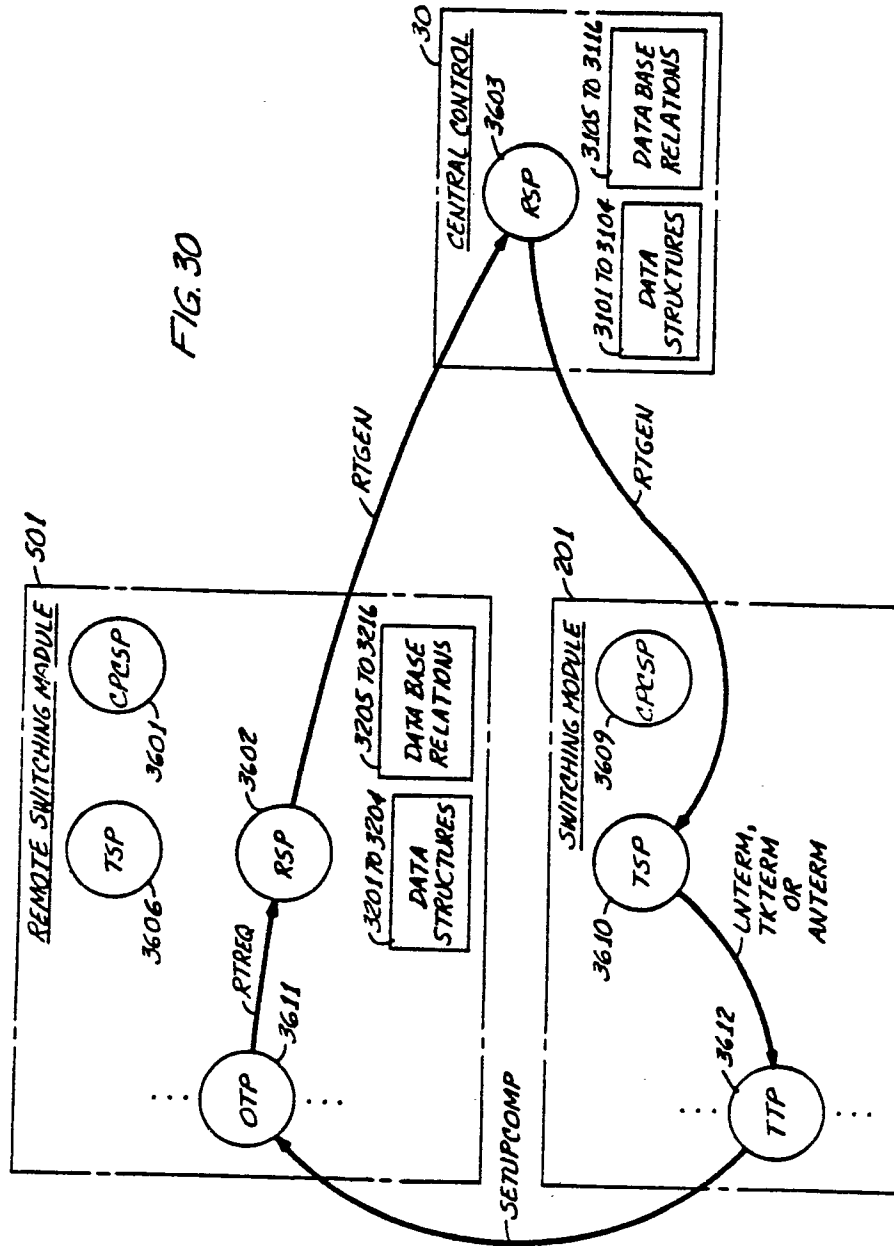 FIG. 30
REMOTE SWITCHING MADULE
501
TSP
3606
CPCSP
3601
OTP
3611
RTREQ
RSP
3602
3201 TO 3204
DATA
STRUCTURES
3205 TO 3216
DATA BASE
RELATIONS
RTGEN
CENTRAL CONTROL
30
RSP
3603
3101 TO 3104
DATA
STRUCTURES
3105 TO 3116
DATA BASE
RELATIONS
RTGEN
SWITCHING MODULE
201
TSP
3610
CPCSP
3609
LNTERM,
TKTERM
OR
ANTERM
TTP
3612
SETUPCOMP